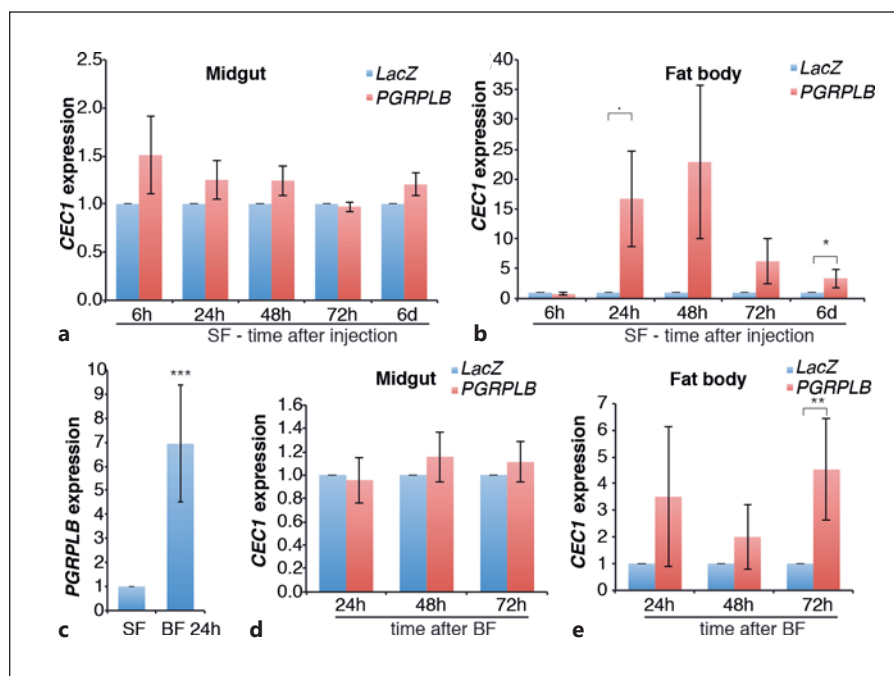 2.5
2.0
1.5
1.0
0.5
0.0
CEC1 expression
Midgut
LacZ
PGRPLB
6h 24h 48h 72h 6d
SF - time after injection
a
40
35
30
25
20
15
10
5
0
CEC1 expression
Fat body
LacZ
PGRPLB
*
*
6h 24h 48h 72h 6d
SF - time after injection
b
10
9
8
7
6
5
4
3
2
1
0
PGRPLB expression
***
SF BF 24h
c
1.6
1.4
1.2
1.0
0.8
0.6
0.4
0.2
0.0
CEC1 expression
Midgut
LacZ
PGRPLB
24h 48h 72h
time after BF
d
7
6
5
4
3
2
1
0
CEC1 expression
Fat body
LacZ
PGRPLB
**
24h 48h 72h
time after BF
e